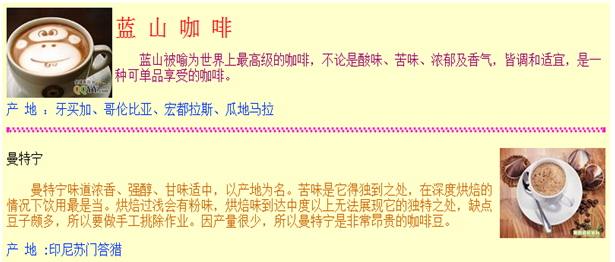 蓝 山 咖 啡
蓝山被喻为世界上最高级的咖啡，不论是酸味、苦味、浓郁及香气，皆调和适宜，是一
种可单品享受的咖啡。
产 地 ：牙买加、哥伦比亚、宏都拉斯、瓜地马拉
曼特宁
曼特宁味道浓香、强醇、甘味适中，以产地为名。苦味是它得独到之处，在深度烘焙的
情况下饮用最是当。烘焙过浅会有粉味，烘焙味到达中度以上无法展现它的独特之处，缺点
豆子颇多，所以要做手工挑除作业。因产量很少，所以曼特宁是非常昂贵的咖啡豆。
产 地 :印尼苏门答猎